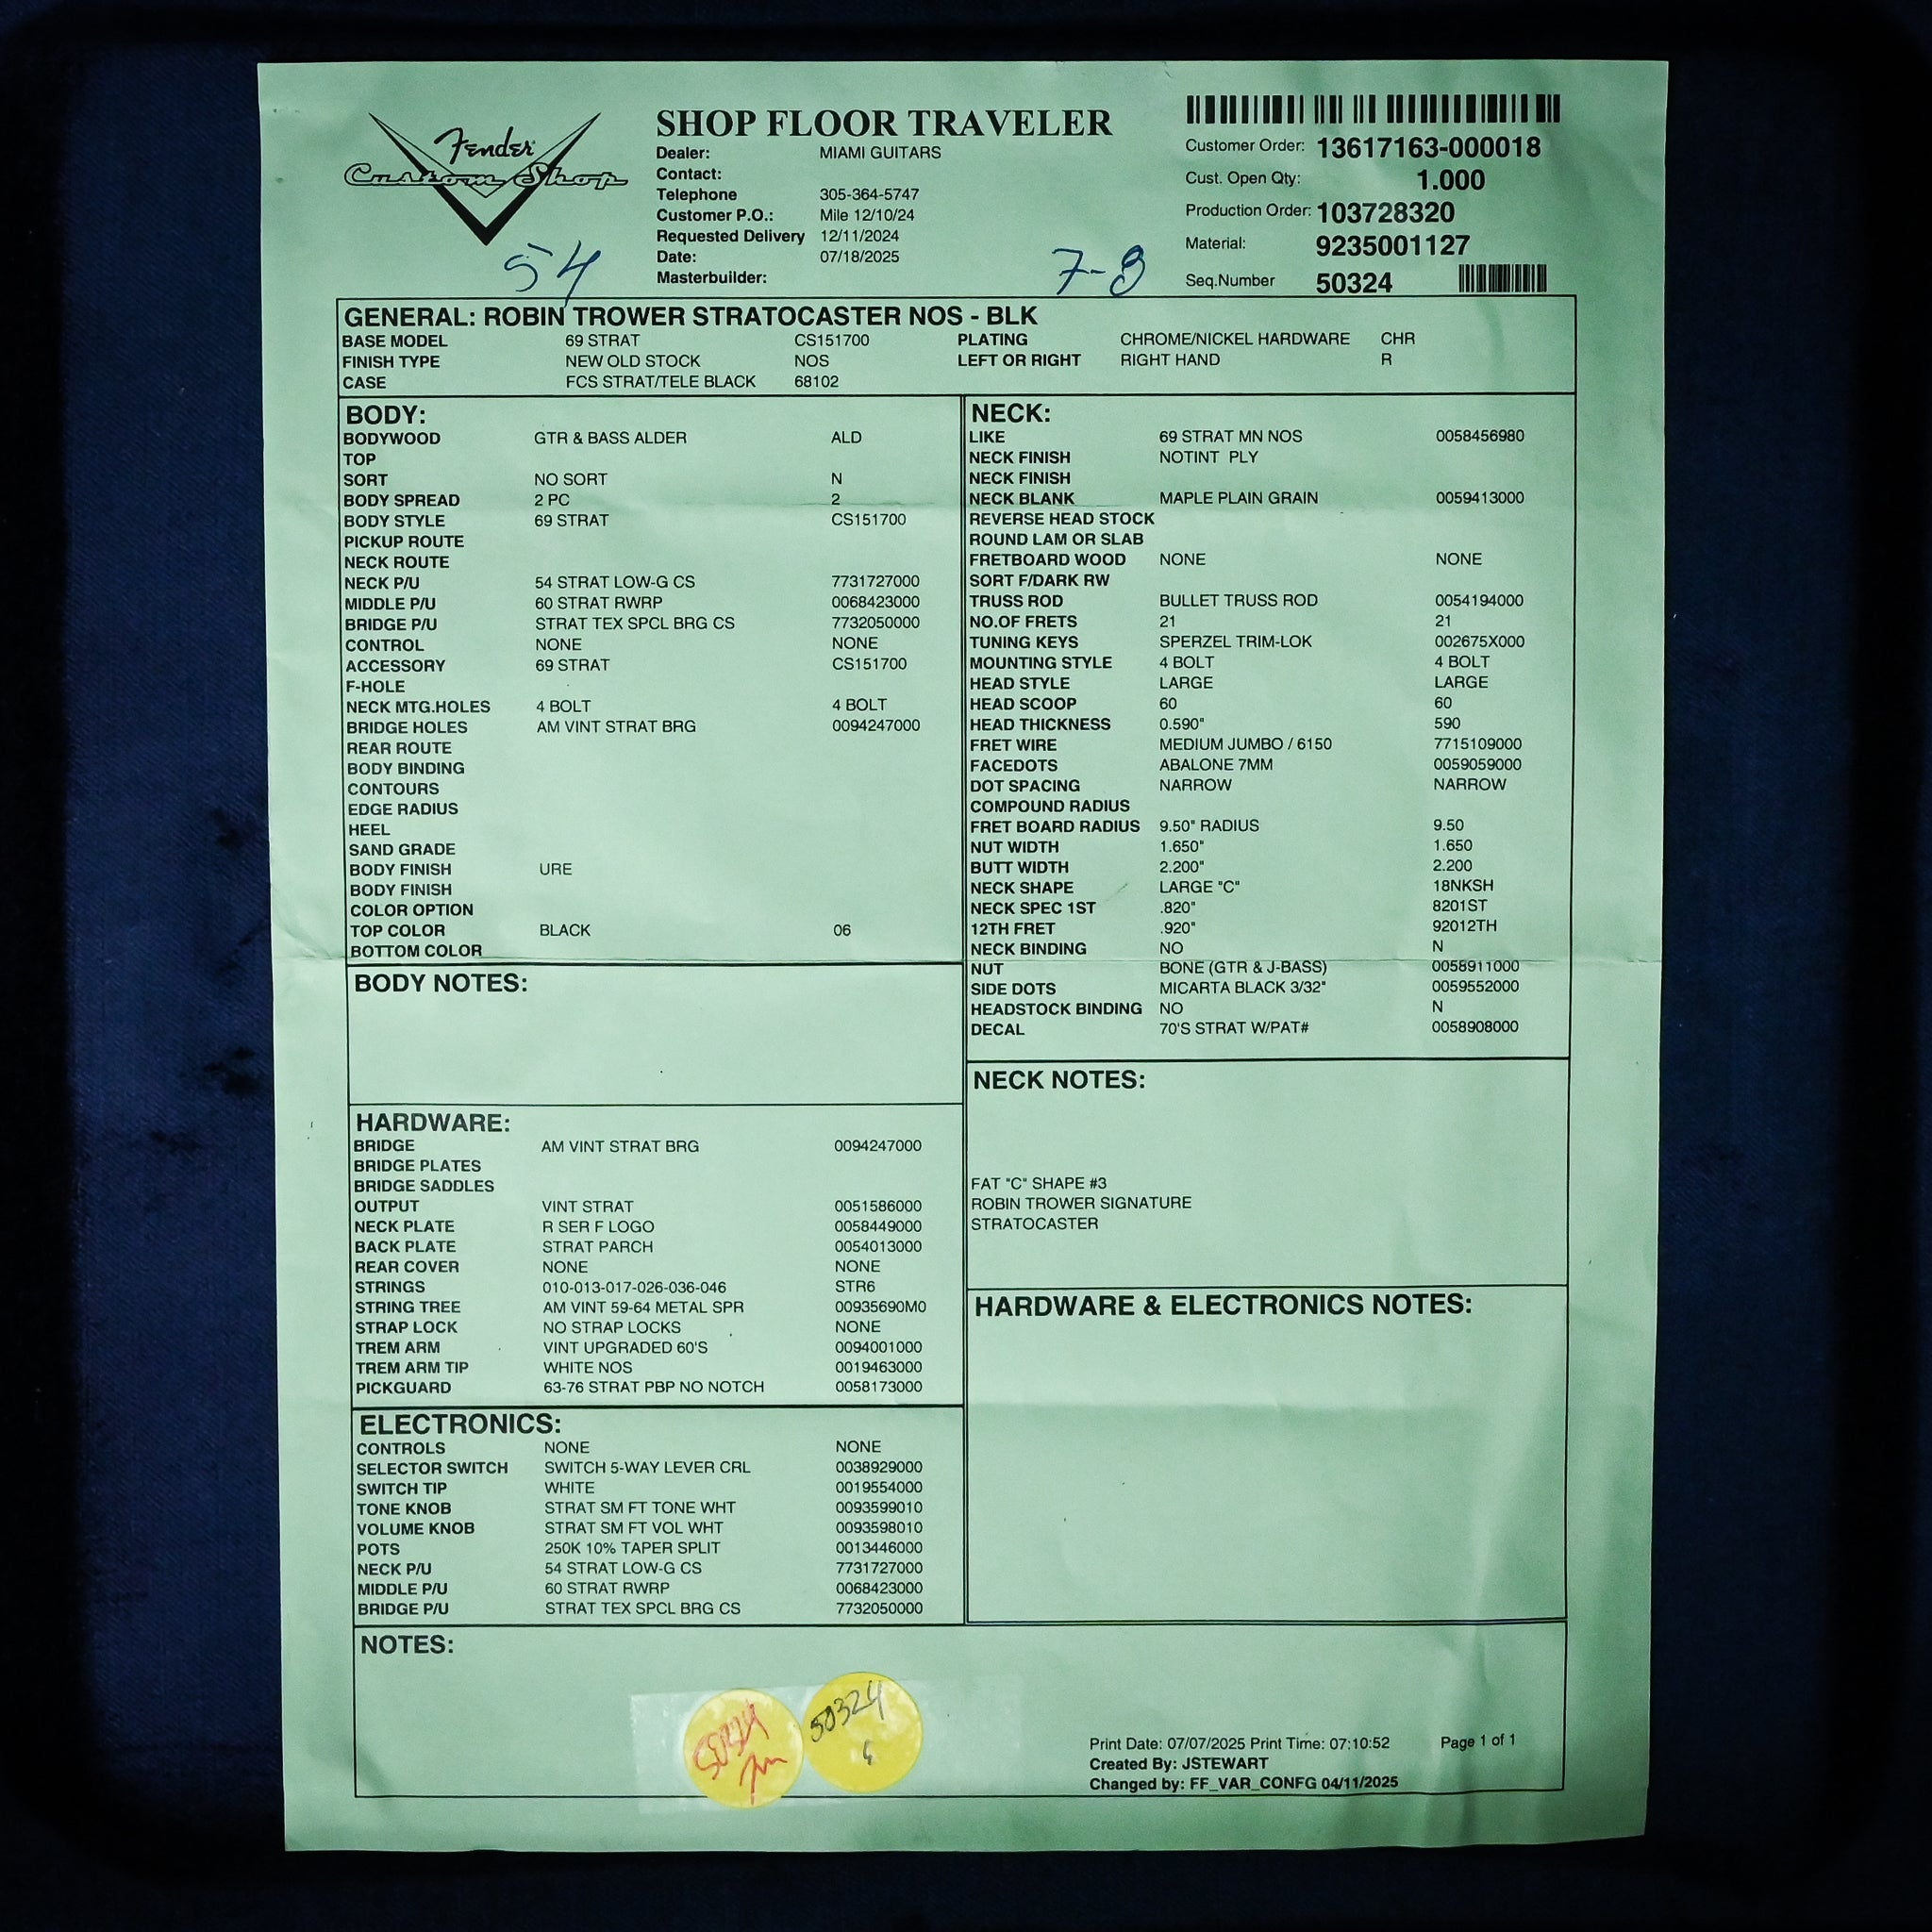 Fender
Custom Shop
SHOP FLOOR TRAVELER
Dealer: MIAMI GUITARS
Contact:
Telephone 305-364-5747
Customer P.O.: Mile 12/10/24
Requested Delivery 12/11/2024
Date: 07/18/2025
Masterbuilder:
Customer Order: 13617163-000018
Cust. Open Qty: 1.000
Production Order: 103728320
Material: 9235001127
Seq.Number 50324
54
7-8
GENERAL: ROBIN TROWER STRATOCASTER NOS - BLK
BASE MODEL 69 STRAT CS151700 PLATING CHROME/NICKEL HARDWARE CHR
FINISH TYPE NEW OLD STOCK NOS LEFT OR RIGHT RIGHT HAND R
CASE FCS STRAT/TELE BLACK 68102
BODY:
BODYWOOD GTR & BASS ALDER ALD
TOP
SORT NO SORT N
BODY SPREAD 2 PC 2
BODY STYLE 69 STRAT CS151700
PICKUP ROUTE
NECK ROUTE
NECK P/U 54 STRAT LOW-G CS 7731727000
MIDDLE P/U 60 STRAT RWRP 0068423000
BRIDGE P/U STRAT TEX SPCL BRG CS 7732050000
CONTROL NONE NONE
ACCESSORY 69 STRAT CS151700
F-HOLE
NECK MTG.HOLES 4 BOLT 4 BOLT
BRIDGE HOLES AM VINT STRAT BRG 0094247000
REAR ROUTE
BODY BINDING
CONTOURS
EDGE RADIUS
HEEL
SAND GRADE
BODY FINISH URE
BODY FINISH
COLOR OPTION
TOP COLOR BLACK 06
BOTTOM COLOR
BODY NOTES:
HARDWARE:
BRIDGE AM VINT STRAT BRG 0094247000
BRIDGE PLATES
BRIDGE SADDLES
OUTPUT VINT STRAT 0051586000
NECK PLATE R SER F LOGO 0058449000
BACK PLATE STRAT PARCH 0054013000
REAR COVER NONE NONE
STRINGS 010-013-017-026-036-046 STR6
STRING TREE AM VINT 59-64 METAL SPR 00935690M0
STRAP LOCK NO STRAP LOCKS NONE
TREM ARM VINT UPGRADED 60'S 0094001000
TREM ARM TIP WHITE NOS 0019463000
PICKGUARD 63-76 STRAT PBP NO NOTCH 0058173000
ELECTRONICS:
CONTROLS NONE NONE
SELECTOR SWITCH SWITCH 5-WAY LEVER CRL 0038929000
SWITCH TIP WHITE 0019554000
TONE KNOB STRAT SM FT TONE WHT 0093599010
VOLUME KNOB STRAT SM FT VOL WHT 0093598010
POTS 250K 10% TAPER SPLIT 0013446000
NECK P/U 54 STRAT LOW-G CS 7731727000
MIDDLE P/U 60 STRAT RWRP 0068423000
BRIDGE P/U STRAT TEX SPCL BRG CS 7732050000
NECK:
LIKE 69 STRAT MN NOS 0058456980
NECK FINISH NOTINT PLY
NECK FINISH
NECK BLANK MAPLE PLAIN GRAIN 0059413000
REVERSE HEAD STOCK
ROUND LAM OR SLAB
FRETBOARD WOOD NONE NONE
SORT F/DARK RW
TRUSS ROD BULLET TRUSS ROD 0054194000
NO.OF FRETS 21 21
TUNING KEYS SPERZEL TRIM-LOK 002675X000
MOUNTING STYLE 4 BOLT 4 BOLT
HEAD STYLE LARGE LARGE
HEAD SCOOP 60 60
HEAD THICKNESS 0.590" 590
FRET WIRE MEDIUM JUMBO / 6150 7715109000
FACEDOTS ABALONE 7MM 0059059000
DOT SPACING NARROW NARROW
COMPOUND RADIUS
FRET BOARD RADIUS 9.50" RADIUS 9.50
NUT WIDTH 1.650" 1.650
BUTT WIDTH 2.200" 2.200
NECK SHAPE LARGE "C" 18NKSH
NECK SPEC 1ST .820" 8201ST
12TH FRET .920" 92012TH
NECK BINDING NO N
NUT BONE (GTR & J-BASS) 0058911000
SIDE DOTS MICARTA BLACK 3/32" 0059552000
HEADSTOCK BINDING NO N
DECAL 70'S STRAT W/PAT# 0058908000
NECK NOTES:
FAT "C" SHAPE #3
ROBIN TROWER SIGNATURE
STRATOCASTER
HARDWARE & ELECTRONICS NOTES:
NOTES:
50324
50324
Print Date: 07/07/2025 Print Time: 07:10:52 Page 1 of 1
Created By: JSTEWART
Changed by: FF_VAR_CONFG 04/11/2025